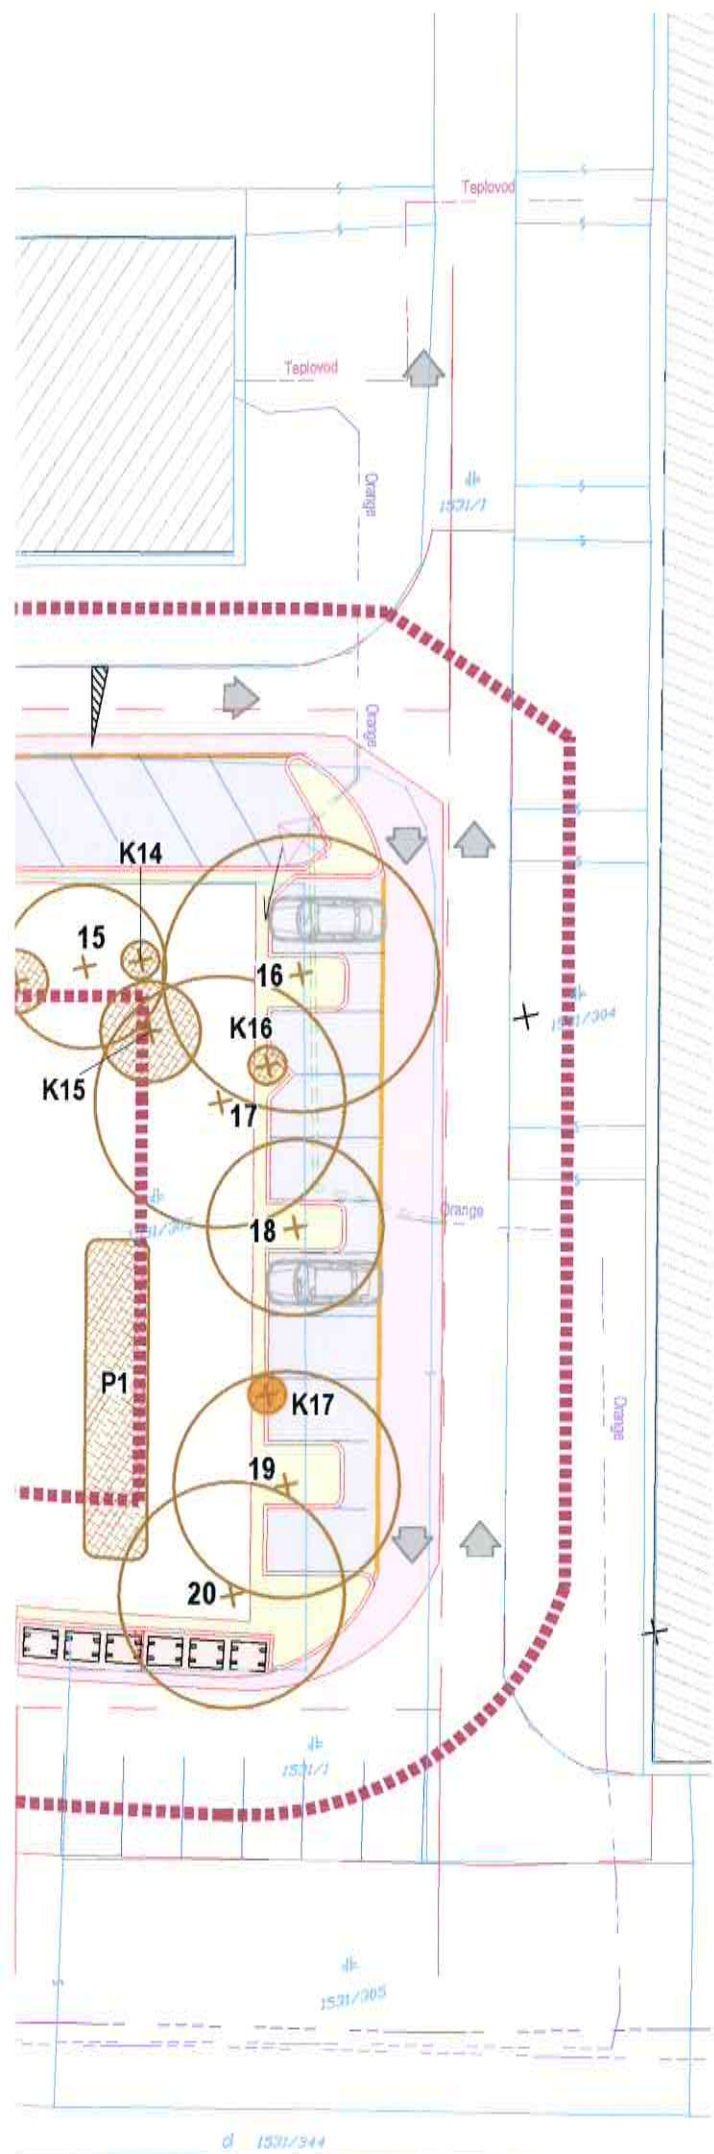 Teplovod
Teplovod
Orange
1531/1
Orange
K14
15
16
K16
K15
17
1531/304
18
Orange
P1
K17
Orange
19
20
1531/1
1531/305
d 1531/344